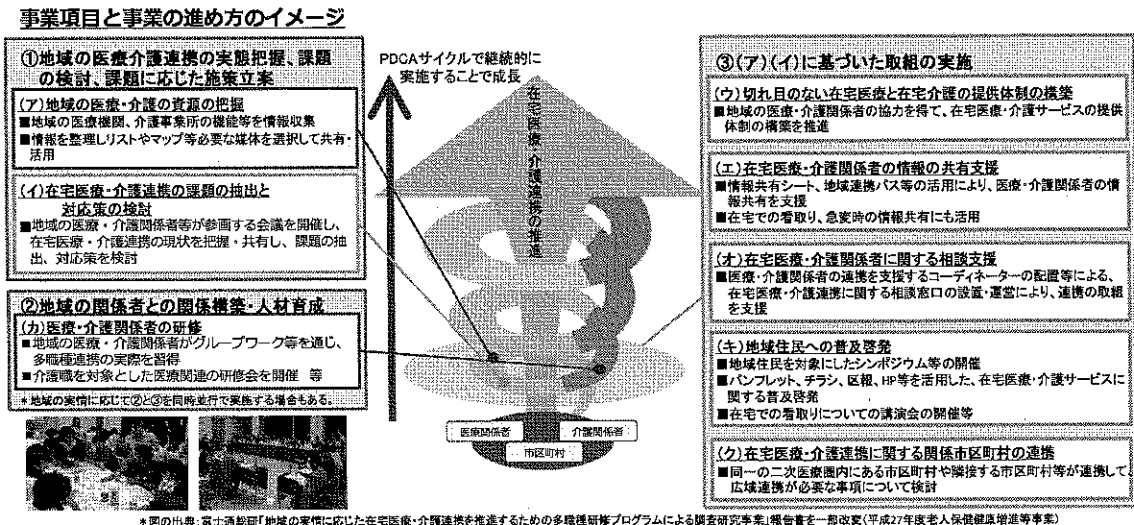 事業項目と事業の進め方のイメージ
①地域の医療介護連携の実態把握、課題
の検討、課題に応じた施策立案
(ア)地域の医療・介護の資源の把握
■地域の医療機関、介護事業所の機能等を情報収集
■情報を整理しリストやマップ等必要な媒体を選択して共有・
活用
(イ)在宅医療・介護連携の課題の抽出と
対応策の検討
■地域の医療・介護関係者等が参画する会議を開催し、
在宅医療・介護連携の現状を把握・共有し、課題の抽
出、対応策を検討
②地域の関係者との関係構築・人材育成
(カ)医療・介護関係者の研修
■地域の医療・介護関係者がグループワーク等を通じ、
多職種連携の実際を習得
■介護職を対象とした医療関連の研修会を開催 等
*地域の実情に応じて②と③を同時並行で実施する場合もある。
PDCAサイクルで継続的に
実施することで成長
在宅医療・介護連携の推進
医療関係者
介護関係者
市区町村
③(ア)(イ)に基づいた取組の実施
(ウ)切れ目のない在宅医療と在宅介護の提供体制の構築
■地域の医療・介護関係者の協力を得て、在宅医療・介護サービスの提供
体制の構築を推進
(エ)在宅医療・介護関係者の情報の共有支援
■情報共有シート、地域連携パス等の活用により、医療・介護関係者の情
報共有を支援
■在宅での看取り、急変時の情報共有にも活用
(オ)在宅医療・介護関係者に関する相談支援
■医療・介護関係者の連携を支援するコーディネーターの配置等による、
在宅医療・介護連携に関する相談窓口の設置・運営により、連携の取組
を支援
(キ)地域住民への普及啓発
■地域住民を対象にしたシンポジウム等の開催
■パンフレット、チラシ、区報、HP等を活用した、在宅医療・介護サービスに
関する普及啓発
■在宅での看取りについての講演会の開催等
(ク)在宅医療・介護連携に関する関係市区町村の連携
■同一の二次医療圏内にある市区町村や隣接する市区町村等が連携して、
広域連携が必要な事項について検討
*図の出典:富士通総研「地域の実情に応じた在宅医療・介護連携を推進するための多職種研修プログラムによる調査研究事業」報告書を一部改変(平成27年度老人保健健康増進等事業)